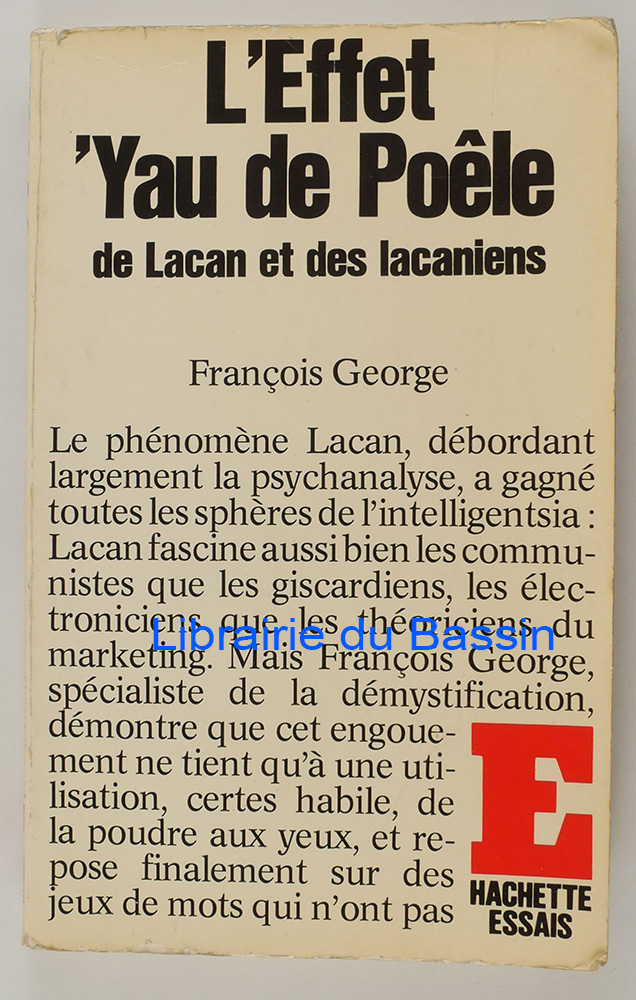 L'Effet
'Yau de Poêle
de Lacan et des lacaniens
François George
Le phénomène Lacan, débordant
largement la psychanalyse, a gagné
toutes les sphères de l'intelligentsia :
Lacan fascine aussi bien les commu-
nistes que les giscardiens, les élec-
troniciens que les théoriciens du
Librairie du Bassin
marketing. Mais François George,
spécialiste de la démystification,
démontre que cet engoue-
ment ne tient qu'à une uti-
lisation, certes habile, de
la poudre aux yeux, et re-
pose finalement sur des
jeux de mots qui n'ont pas
E
HACHETTE
ESSAIS